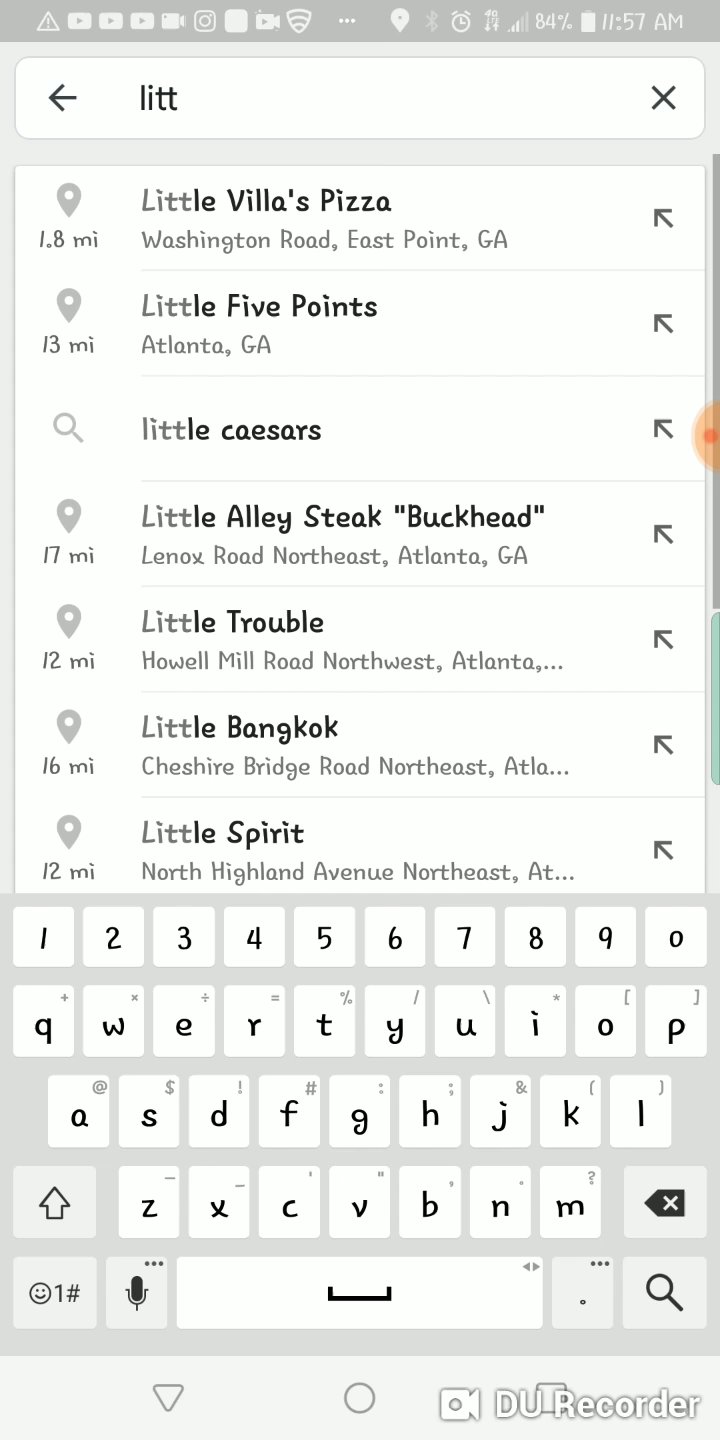 84% 11:57 AM
litt
Little Villa's Pizza
1.8 mi
Washington Road, East Point, GA
Little Five Points
13 mi
Atlanta, GA
little caesars
Little Alley Steak "Buckhead"
17 mi
Lenox Road Northeast, Atlanta, GA
Little Trouble
12 mi
Howell Mill Road Northwest, Atlanta,...
Little Bangkok
16 mi
Cheshire Bridge Road Northeast, Atla...
Little Spirit
12 mi
North Highland Avenue Northeast, At...
1 2 3 4 5 6 7 8 9 0
+ × ÷ = % / \ * [ ]
q w e r t y u i o p
@ $ ! # : ; & ( )
a s d f g h j k l
z x c v b n m ?
1# .
DU Recorder